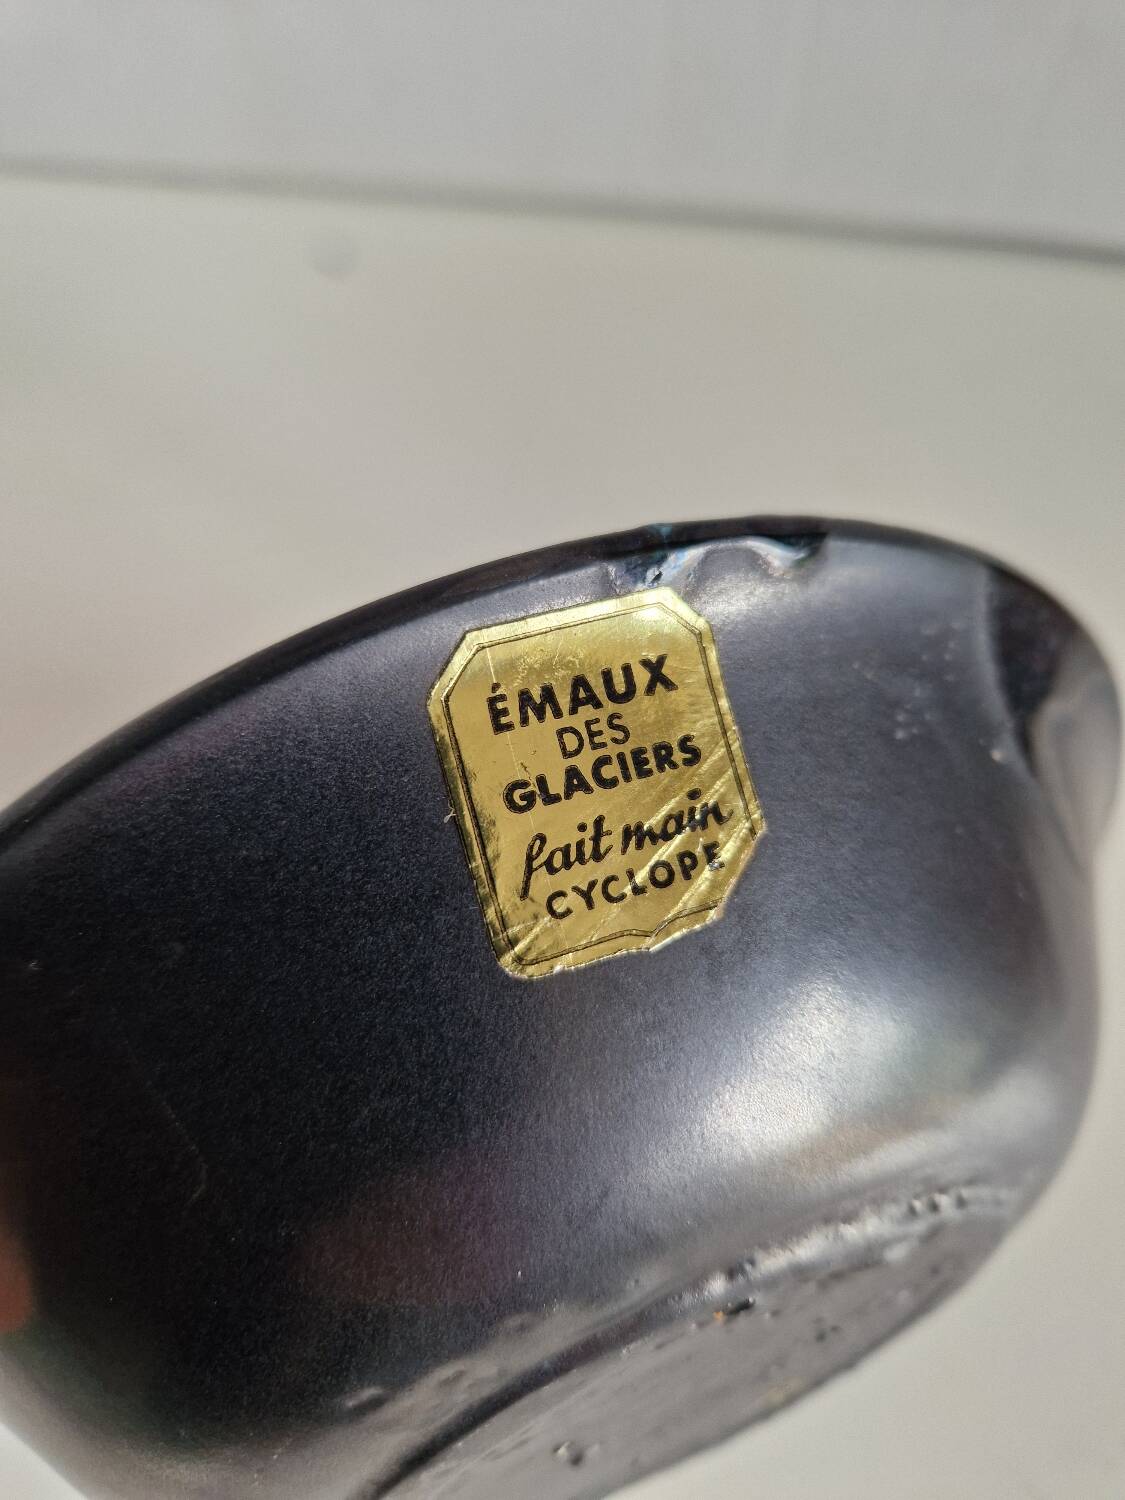 ÉMAUX
DES
GLACIERS
fait main
CYCLOPE